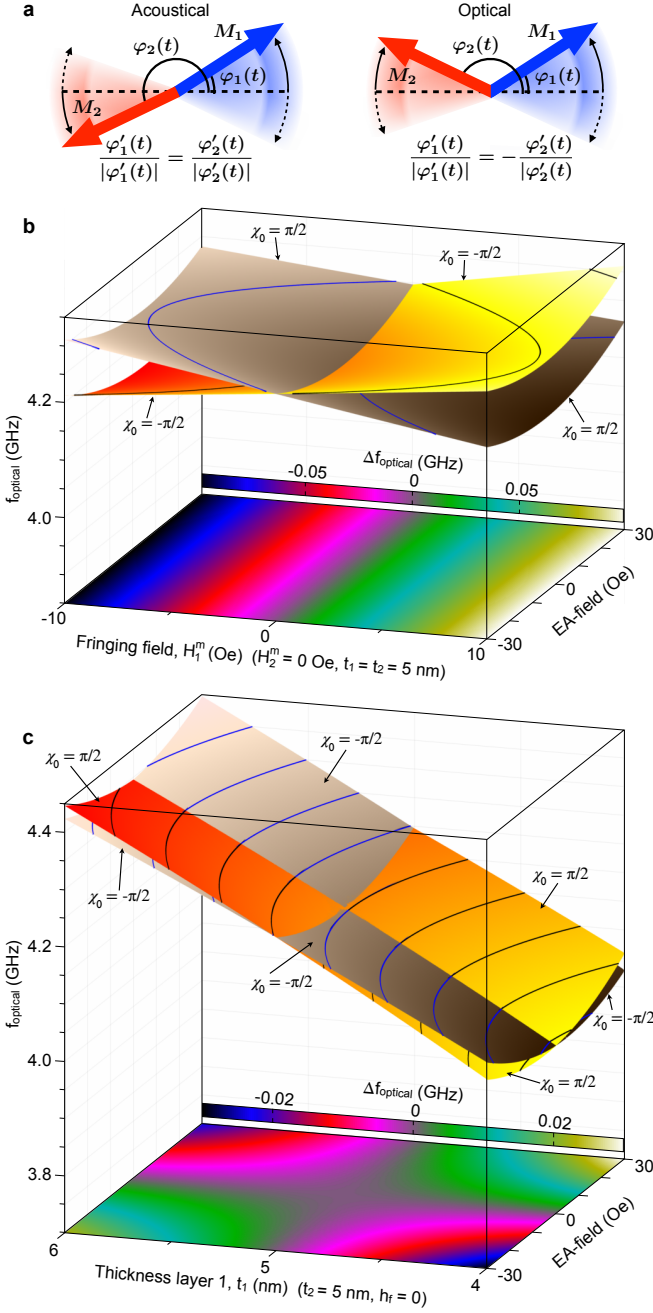 a
Acoustical
Optical
M₁
φ₂(t)
φ₁(t)
M₂
φ′₁(t)/|φ′₁(t)| = φ′₂(t)/|φ′₂(t)|
M₁
φ₂(t)
φ₁(t)
M₂
φ′₁(t)/|φ′₁(t)| = -φ′₂(t)/|φ′₂(t)|
b
χ₀ = π/2
χ₀ = -π/2
χ₀ = -π/2
χ₀ = π/2
4.2
4.0
f_optical (GHz)
Δf_optical (GHz)
-0.05
0
0.05
-10
0
10
Fringing field, H₁ᵐ (Oe) (H₂ᵐ = 0 Oe, t₁ = t₂ = 5 nm)
-30
0
30
EA-field (Oe)
c
χ₀ = π/2
χ₀ = -π/2
χ₀ = -π/2
χ₀ = π/2
χ₀ = -π/2
χ₀ = -π/2
χ₀ = π/2
4.4
4.2
4.0
3.8
f_optical (GHz)
Δf_optical (GHz)
-0.02
0
0.02
6
5
4
Thickness layer 1, t₁ (nm) (t₂ = 5 nm, h_f = 0)
-30
0
30
EA-field (Oe)